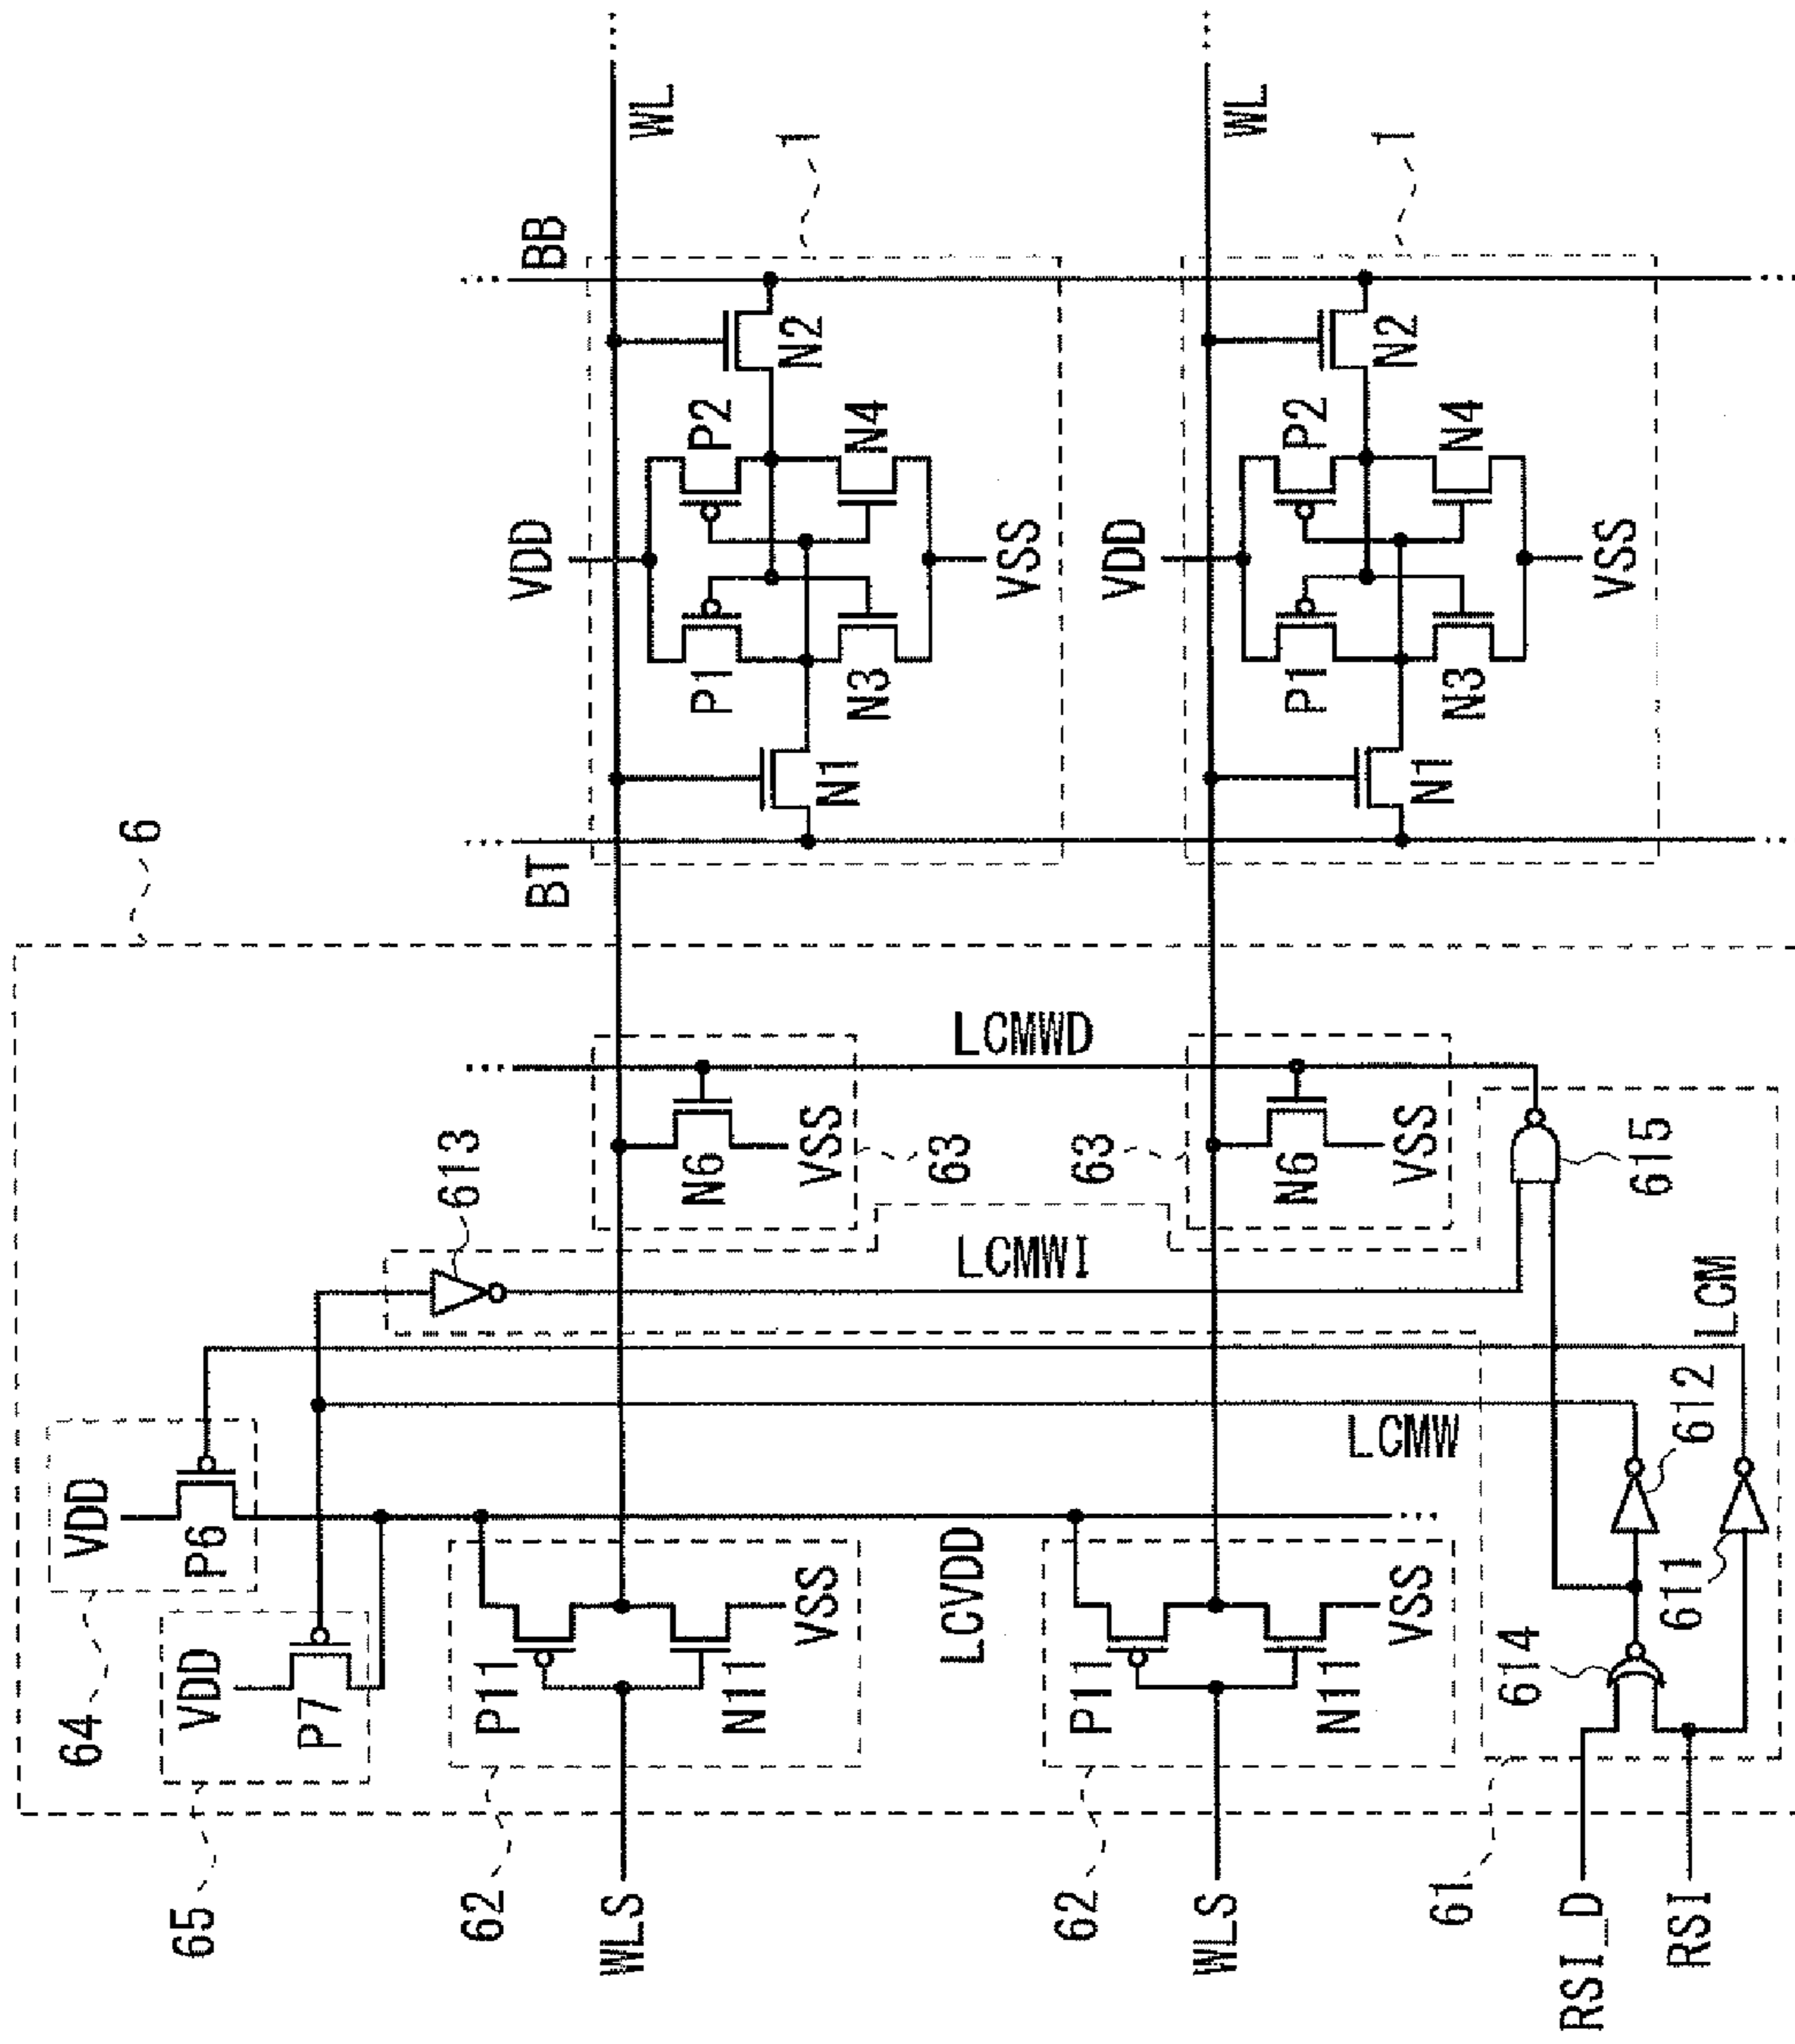 WL
WL
1
1
BB
N2
N2
P2
N4
P2
N4
VDD
VSS
VDD
VSS
P1
N3
P1
N3
N1
N1
BT
6
LCMWD
613
N6
VSS
63
63
N6
VSS
615
LCMWI
LCM
612
LCMW
VDD
P6
64
VDD
P7
65
P11
N11
VSS
LCVDD
P11
N11
VSS
611
614
62
62
61
WLS
WLS
RSI_D
RSI